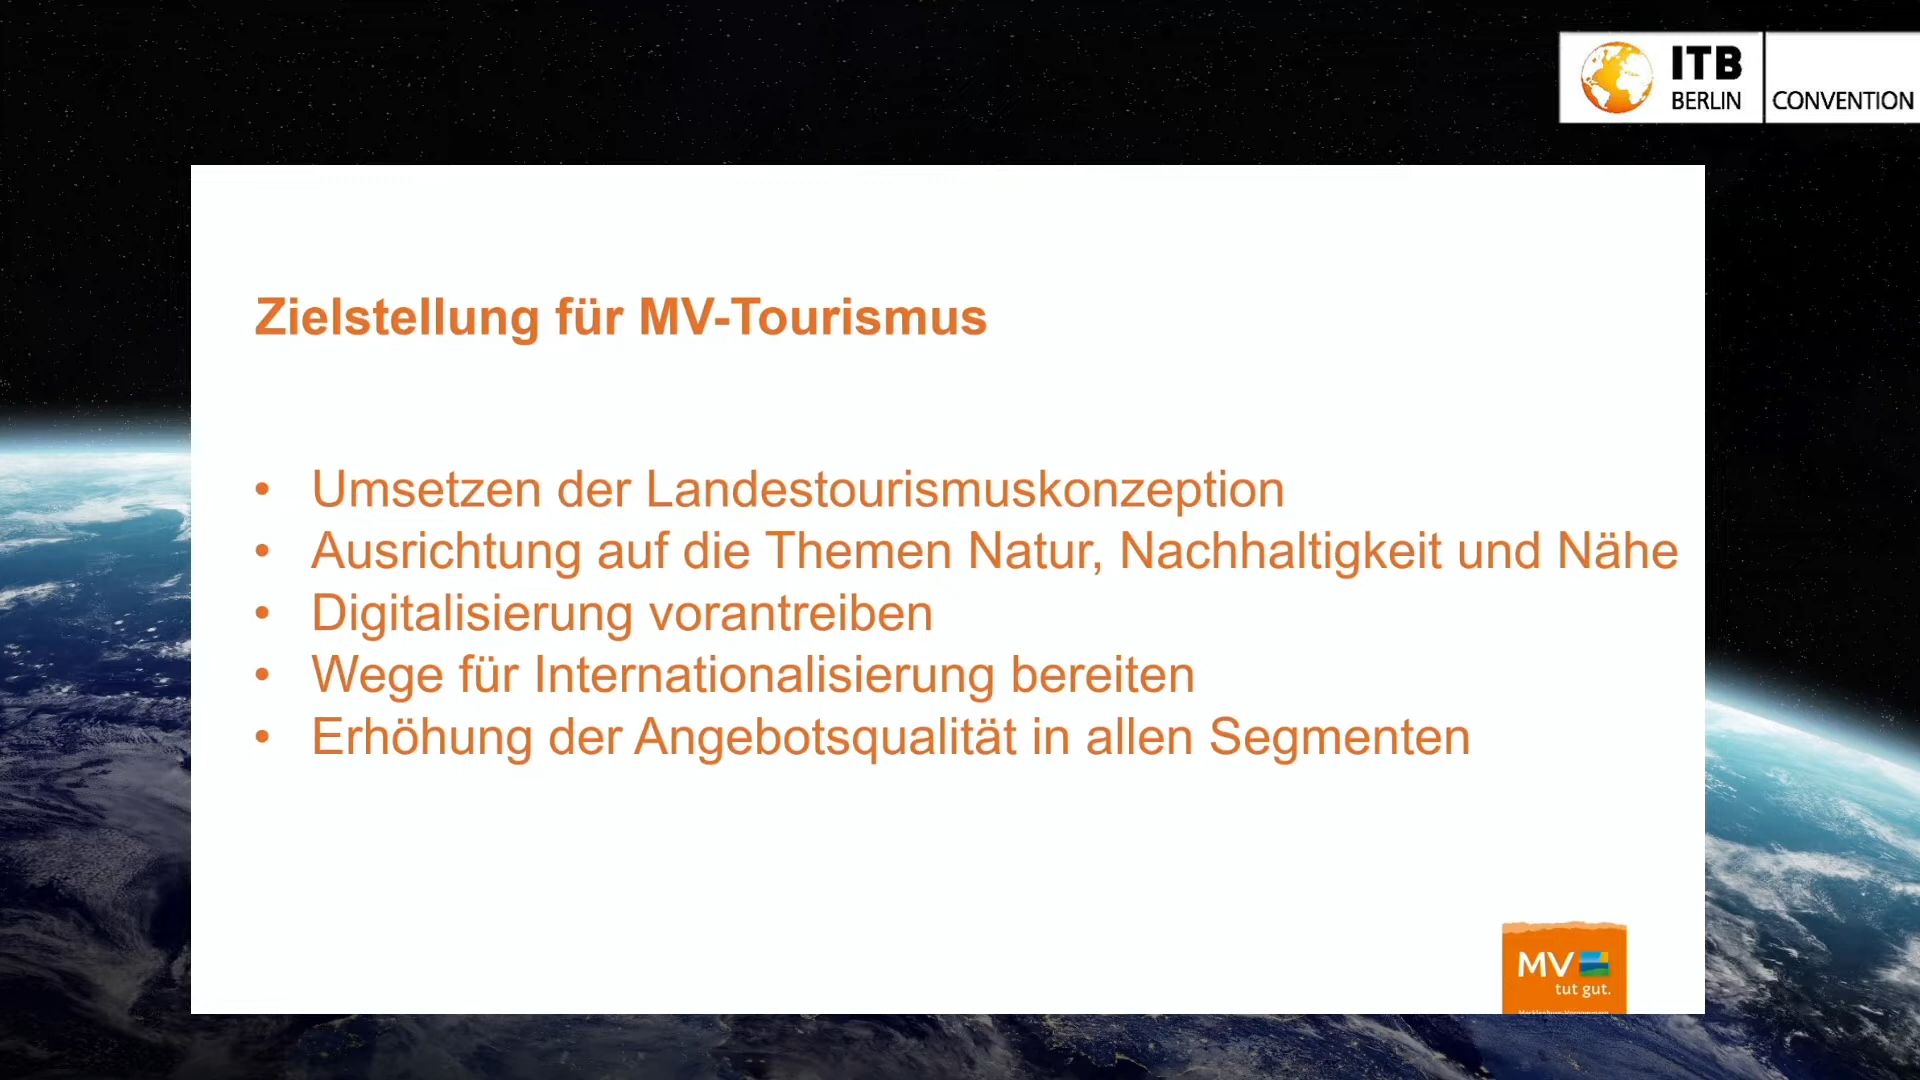 ITB
BERLIN
CONVENTION
Zielstellung für MV-Tourismus
• Umsetzen der Landestourismuskonzeption
• Ausrichtung auf die Themen Natur, Nachhaltigkeit und Nähe
• Digitalisierung vorantreiben
• Wege für Internationalisierung bereiten
• Erhöhung der Angebotsqualität in allen Segmenten
MV
tut gut.